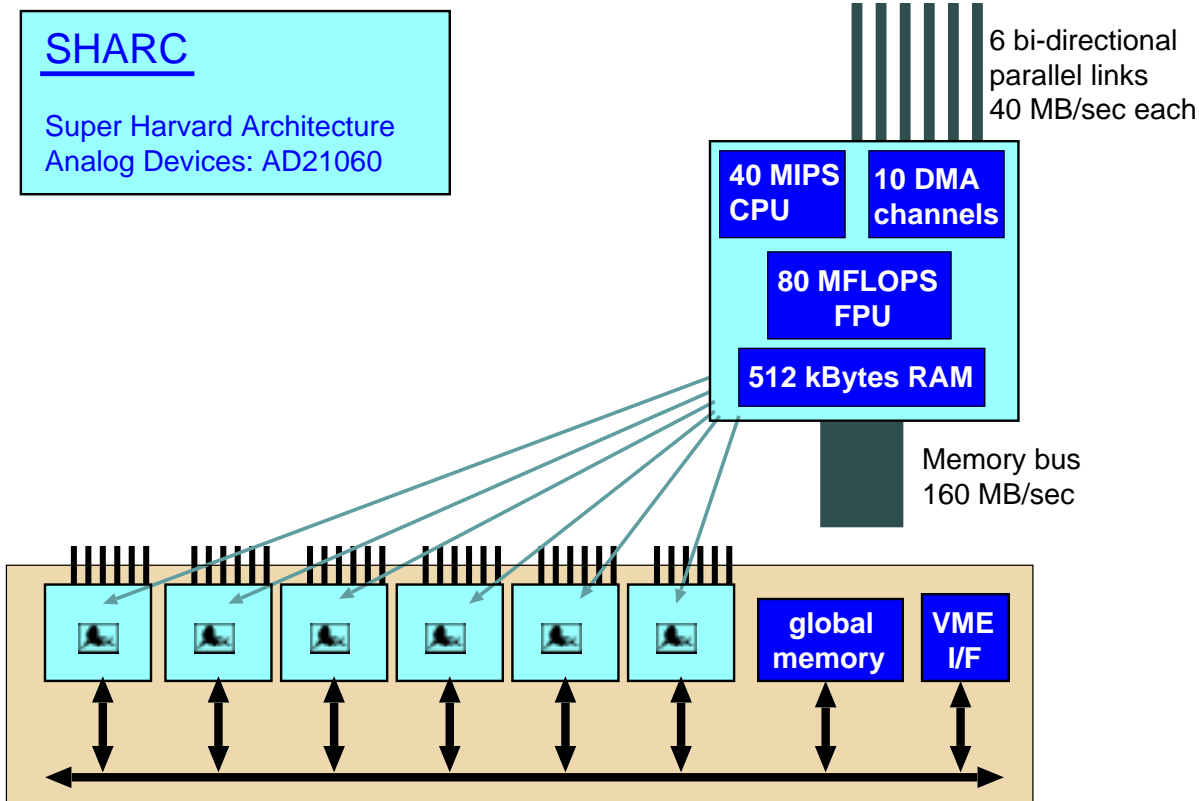 SHARC
Super Harvard Architecture
Analog Devices: AD21060
6 bi-directional
parallel links
40 MB/sec each
40 MIPS
CPU
10 DMA
channels
80 MFLOPS
FPU
512 kBytes RAM
Memory bus
160 MB/sec
global
memory
VME
I/F